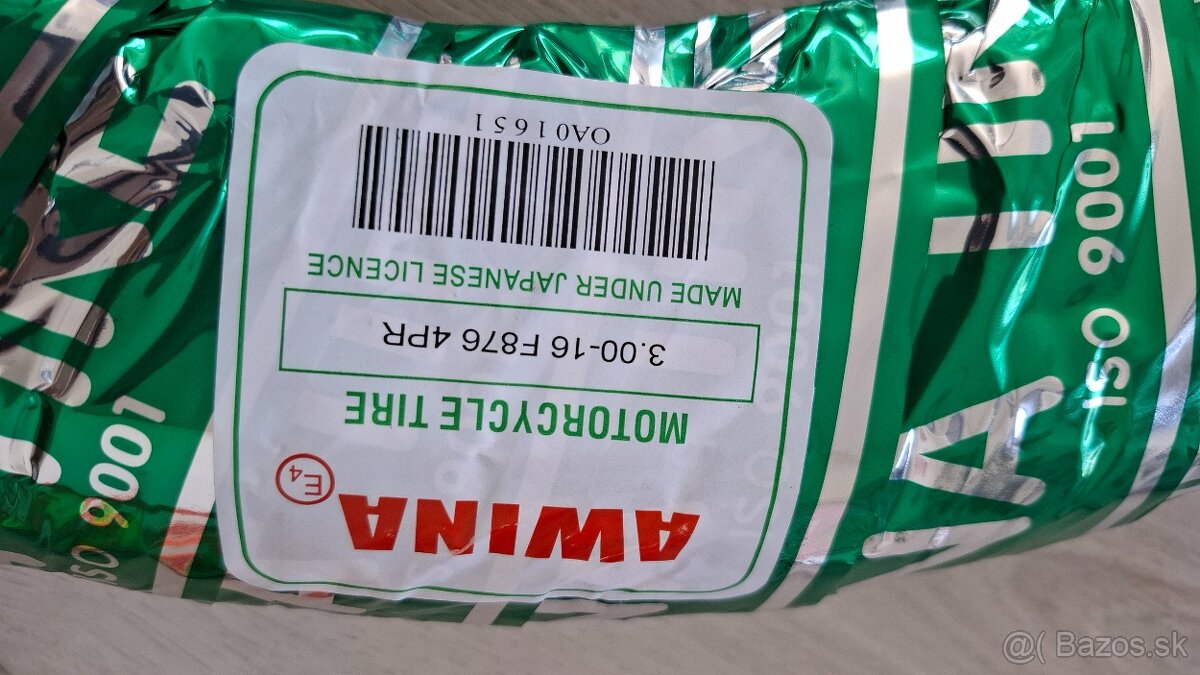 AWINA
E4
MOTORCYCLE TIRE
3.00-16 F876 4PR
MADE UNDER JAPANESE LICENCE
OA01651
ISO 9001
ISO 9001
@( Bazos.sk